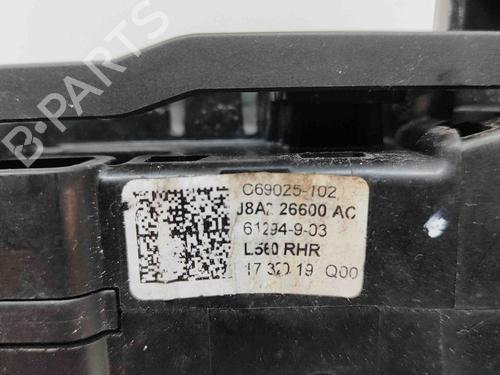 B-PARTS
C69025-102
J8A2 26600 AC
61294-9-03
L560 RHR
17 320 19 Q00